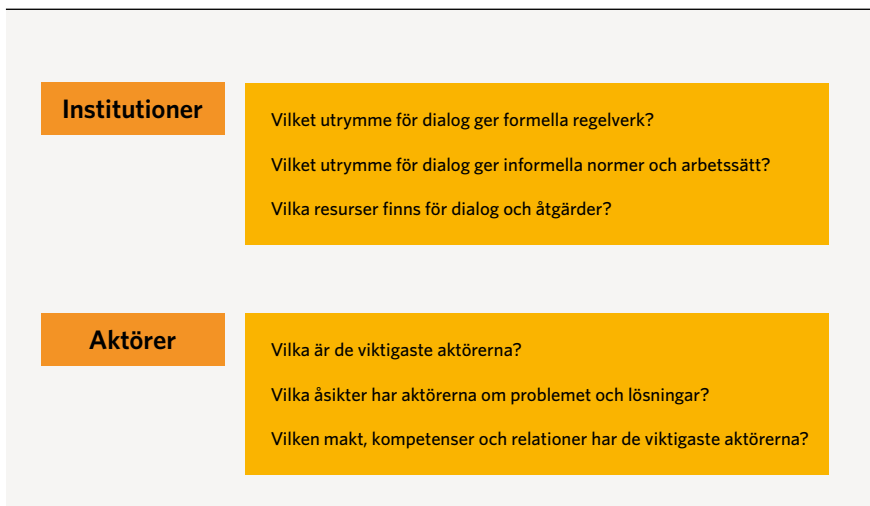 Institutioner
Vilket utrymme för dialog ger formella regelverk?
Vilket utrymme för dialog ger informella normer och arbetssätt?
Vilka resurser finns för dialog och åtgärder?
Aktörer
Vilka är de viktigaste aktörerna?
Vilka åsikter har aktörerna om problemet och lösningar?
Vilken makt, kompetenser och relationer har de viktigaste aktörerna?